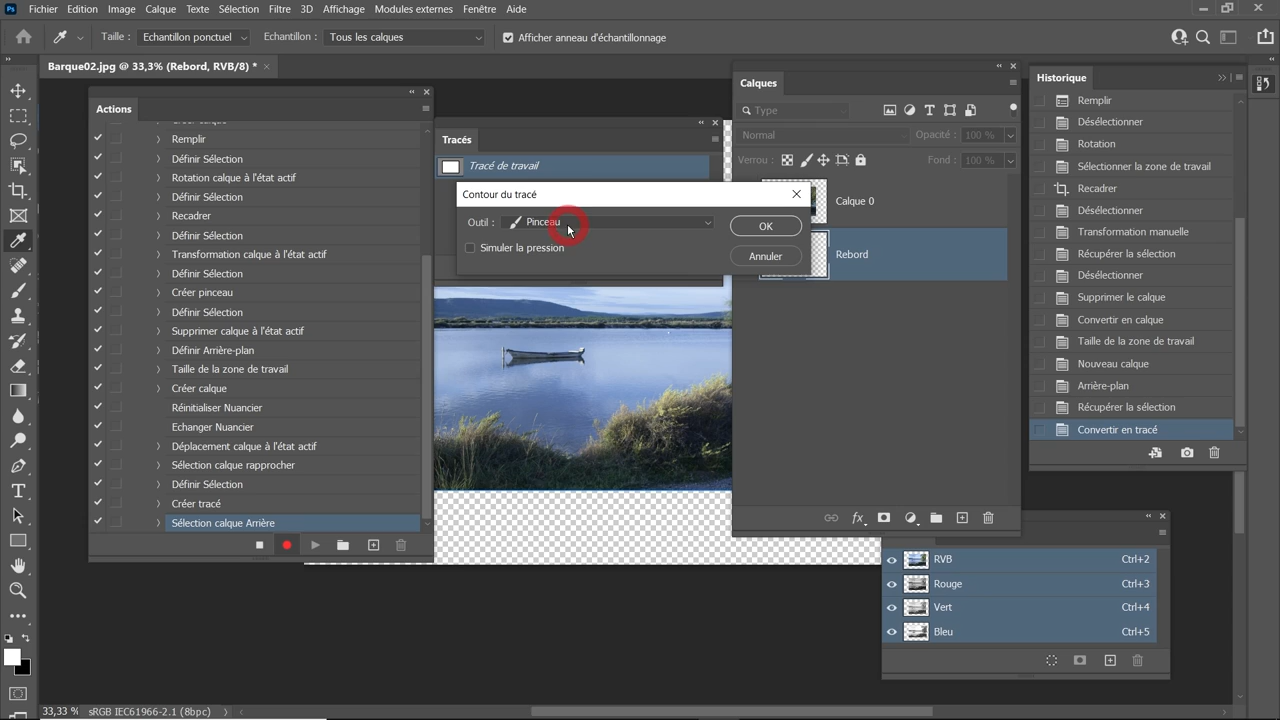 Ps Fichier Edition Image Calque Texte Sélection Filtre 3D Affichage Modules externes Fenêtre Aide
Taille : Echantillon ponctuel Echantillon : Tous les calques Afficher anneau d'échantillonnage
Barque02.jpg @ 33,3% (Rebord, RVB/8) *
Actions
Remplir
Définir Sélection
Rotation calque à l'état actif
Définir Sélection
Recadrer
Définir Sélection
Transformation calque à l'état actif
Définir Sélection
Créer pinceau
Définir Sélection
Supprimer calque à l'état actif
Définir Arrière-plan
Taille de la zone de travail
Créer calque
Réinitialiser Nuancier
Echanger Nuancier
Déplacement calque à l'état actif
Sélection calque rapprocher
Définir Sélection
Créer tracé
Sélection calque Arrière
Tracés
Tracé de travail
Contour du tracé
Outil : Pinceau
Simuler la pression
OK
Annuler
Calques
Type
Normal Opacité : 100 %
Verrou : Fond : 100 %
Calque 0
Rebord
fx
Historique
Remplir
Désélectionner
Rotation
Sélectionner la zone de travail
Recadrer
Désélectionner
Transformation manuelle
Récupérer la sélection
Désélectionner
Supprimer le calque
Convertir en calque
Taille de la zone de travail
Nouveau calque
Arrière-plan
Récupérer la sélection
Convertir en tracé
RVB Ctrl+2
Rouge Ctrl+3
Vert Ctrl+4
Bleu Ctrl+5
33,33 % sRGB IEC61966-2.1 (8bpc)